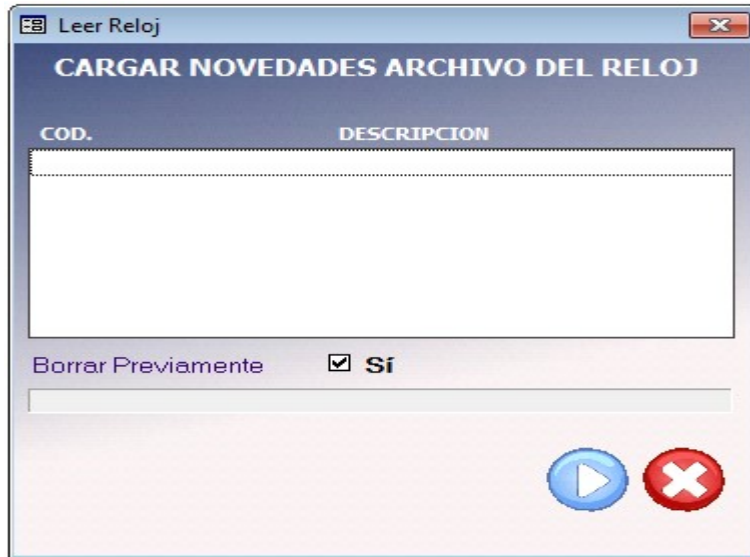 Leer Reloj
CARGAR NOVEDADES ARCHIVO DEL RELOJ
COD. DESCRIPCION
Borrar Previamente Sí